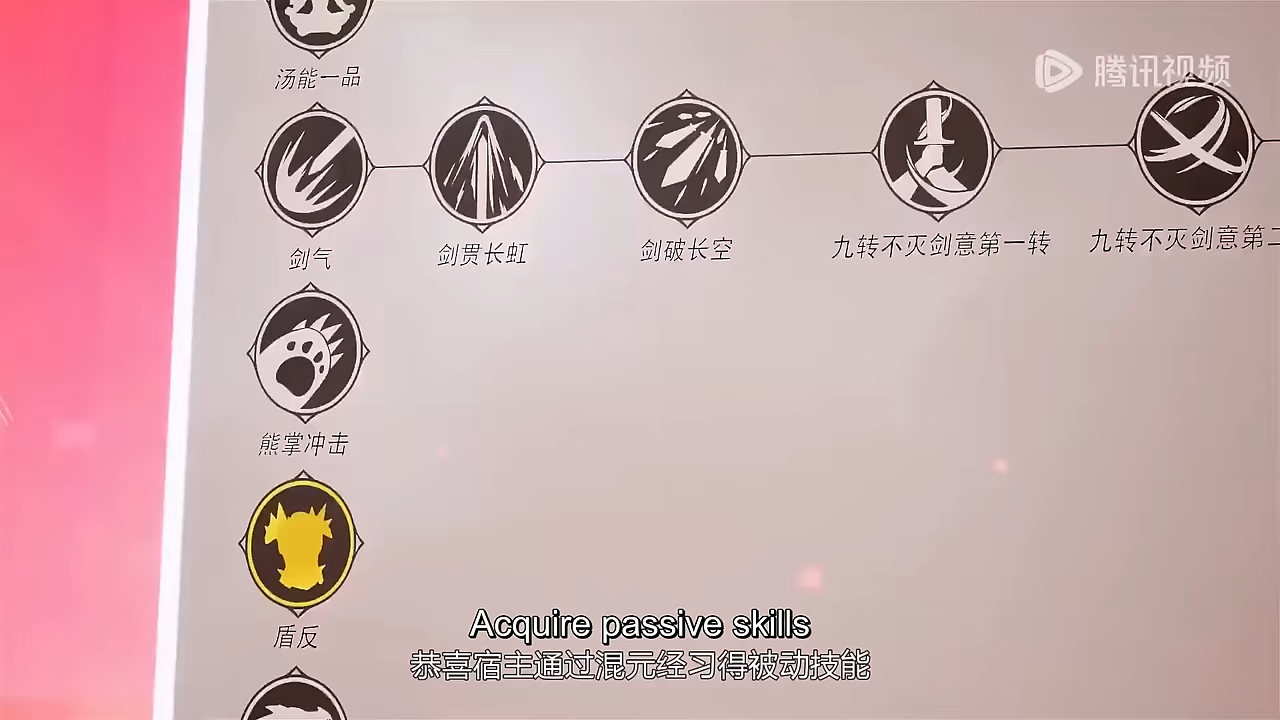 腾讯视频
汤能一品
剑气
剑贯长虹
剑破长空
九转不灭剑意第一转
九转不灭剑意第二
熊掌冲击
盾反
Acquire passive skills
恭喜宿主通过混元经习得被动技能